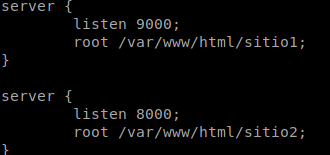 server {
        listen 9000;
        root /var/www/html/sitio1;
}

server {
        listen 8000;
        root /var/www/html/sitio2;
}